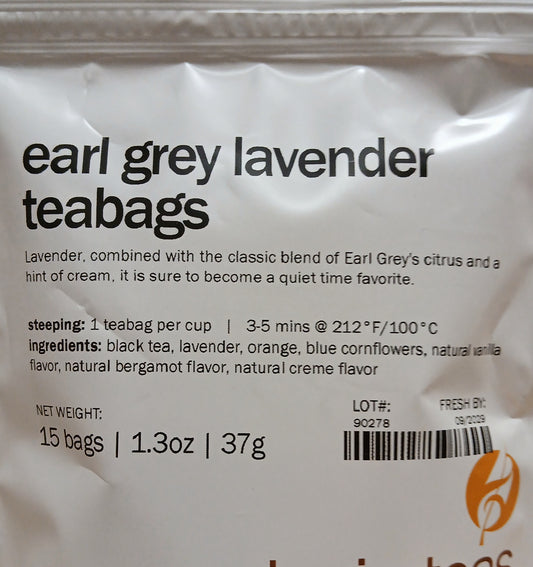 earl grey lavender
teabags
Lavender, combined with the classic blend of Earl Grey's citrus and a
hint of cream, it is sure to become a quiet time favorite.
steeping: 1 teabag per cup | 3-5 mins @ 212°F/100°C
ingredients: black tea, lavender, orange, blue cornflowers, natural vanilla
flavor, natural bergamot flavor, natural creme flavor
NET WEIGHT:
15 bags | 1.3oz | 37g
LOT#: FRESH BY:
90278 09/2029
teas